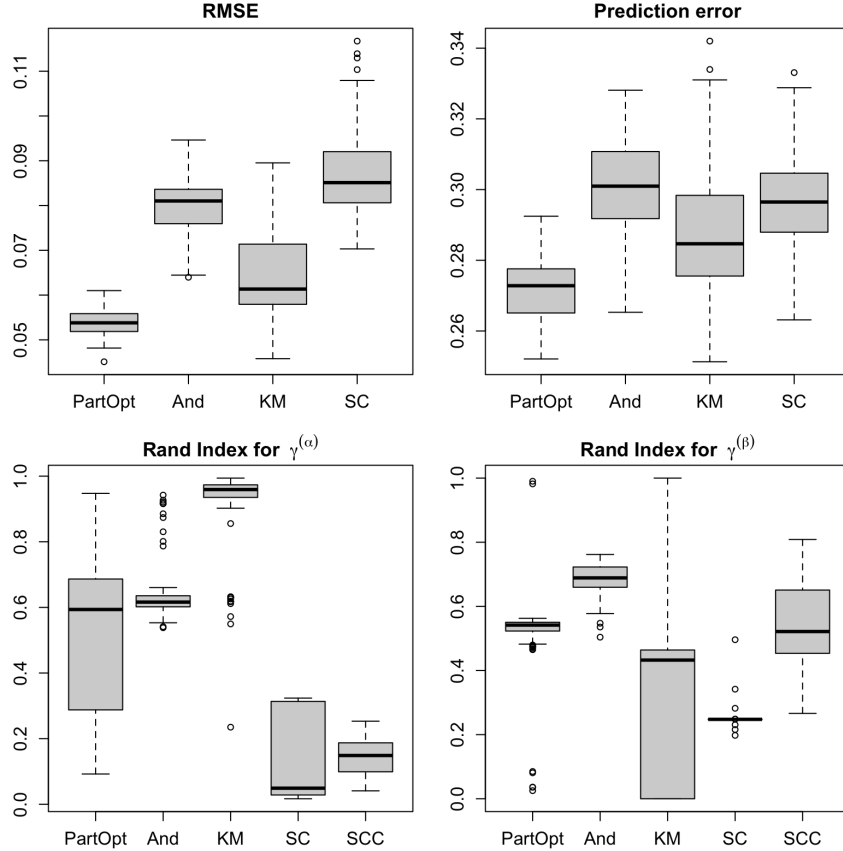 RMSE
0.11
0.09
0.07
0.05
PartOpt And KM SC
Prediction error
0.34
0.32
0.30
0.28
0.26
PartOpt And KM SC
Rand Index for γ(α)
1.0
0.8
0.6
0.4
0.2
0.0
PartOpt And KM SC SCC
Rand Index for γ(β)
1.0
0.8
0.6
0.4
0.2
0.0
PartOpt And KM SC SCC